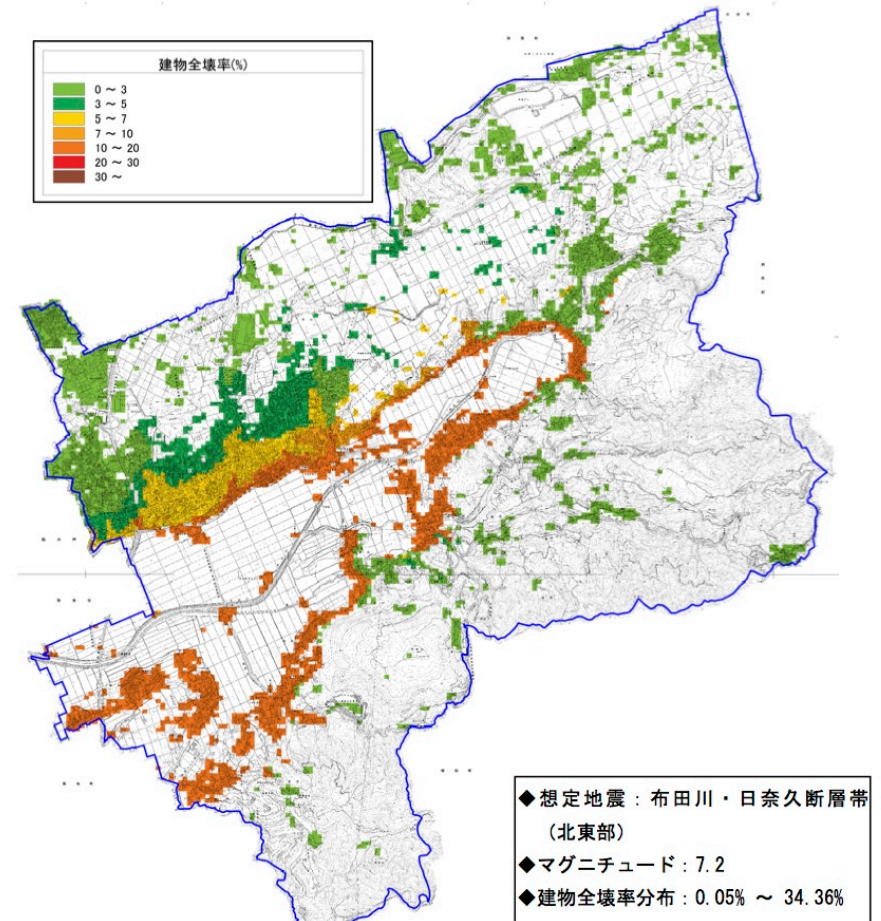 建物全壊率(%)
0 ～ 3
3 ～ 5
5 ～ 7
7 ～ 10
10 ～ 20
20 ～ 30
30 ～
◆想定地震：布田川・日奈久断層帯
（北東部）
◆マグニチュード：7.2
◆建物全壊率分布：0.05% ～ 34.36%